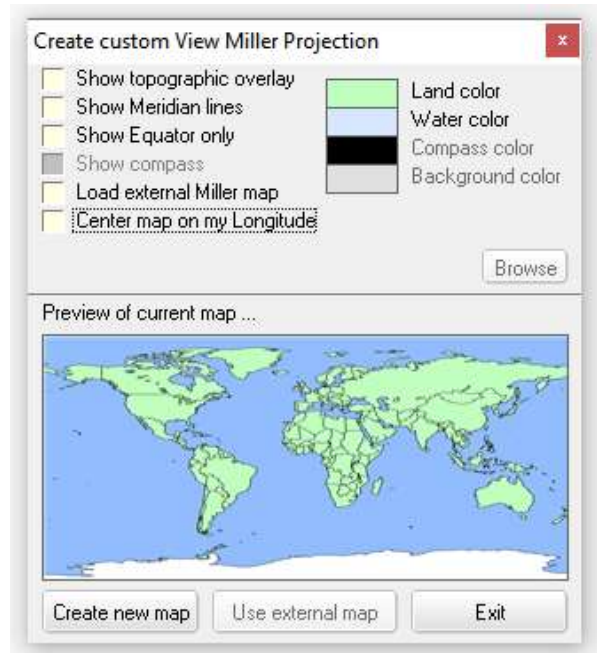 Create custom View Miller Projection
x
Show topographic overlay
Show Meridian lines
Show Equator only
Show compass
Load external Miller map
Center map on my Longitude
Land color
Water color
Compass color
Background color
Browse
Preview of current map ...
Create new map
Use external map
Exit